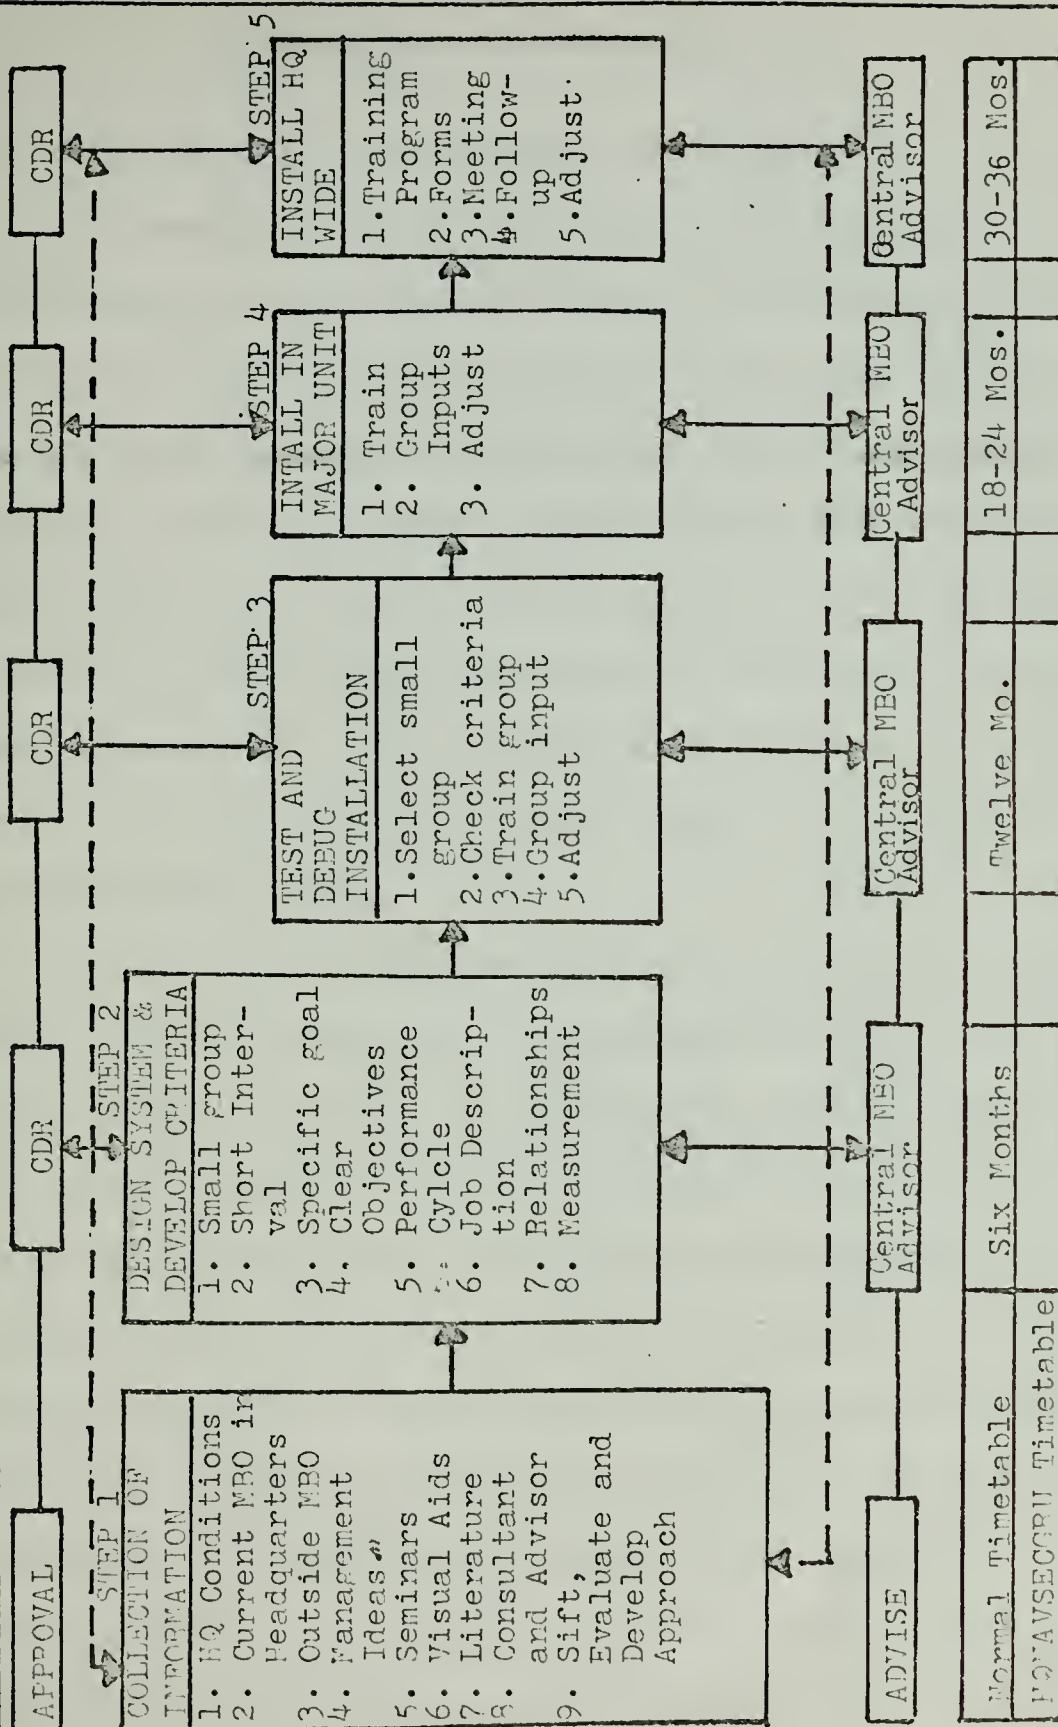 APPROVAL
CDR
CDR
CDR
CDR
STEP 1
COLLECTION OF
INFORMATION
1. HQ Conditions
2. Current MBO in
Headquarters
3. Outside MBO
4. Management
Ideas
5. Seminars
6. Visual Aids
7. Literature
8. Consultant
and Advisor
9. Sift,
Evaluate and
Develop
Approach
STEP 2
DESIGN SYSTEM &
DEVELOP CRITERIA
1. Small group
2. Short Inter-
val
3. Specific goal
4. Clear
Objectives
5. Performance
Cylcle
6. Job Descrip-
tion
7. Relationships
8. Measurement
STEP 3
TEST AND
DEBUG
INSTALLATION
1.Select small
group
2.Check criteria
3.Train group
4.Group input
5.Adjust
STEP 4
INTALL IN
MAJOR UNIT
1. Train
2. Group
Inputs
3. Adjust
STEP 5
INSTALL HQ
WIDE
1.Training
Program
2.Forms
3.Meeting
4.Follow-
up
5.Adjust
ADVISE
Central MBO
Advisor
Central MBO
Advisor
Central MBO
Advisor
Central MBO
Advisor
Normal Timetable Six Months Twelve Mo. 18-24 Mos. 30-36 Mos.
Timetable